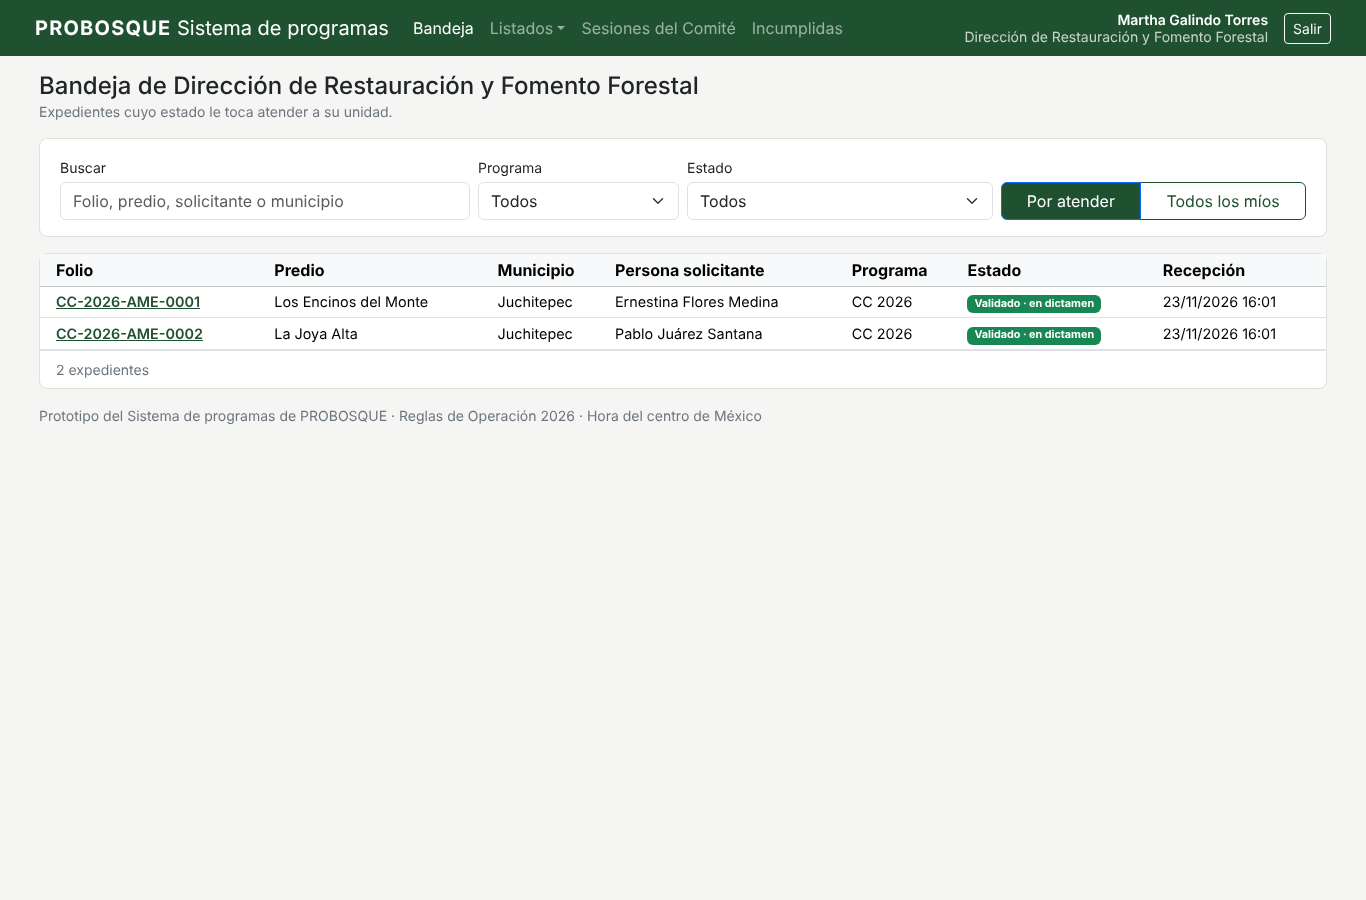 PROBOSQUE Sistema de programas Bandeja Listados Sesiones del Comité Incumplidas Martha Galindo Torres Salir
Dirección de Restauración y Fomento Forestal
Bandeja de Dirección de Restauración y Fomento Forestal
Expedientes cuyo estado le toca atender a su unidad.
Buscar Programa Estado
Folio, predio, solicitante o municipio Todos Todos Por atender Todos los míos
Folio Predio Municipio Persona solicitante Programa Estado Recepción
CC-2026-AME-0001 Los Encinos del Monte Juchitepec Ernestina Flores Medina CC 2026 Validado · en dictamen 23/11/2026 16:01
CC-2026-AME-0002 La Joya Alta Juchitepec Pablo Juárez Santana CC 2026 Validado · en dictamen 23/11/2026 16:01
2 expedientes
Prototipo del Sistema de programas de PROBOSQUE · Reglas de Operación 2026 · Hora del centro de México